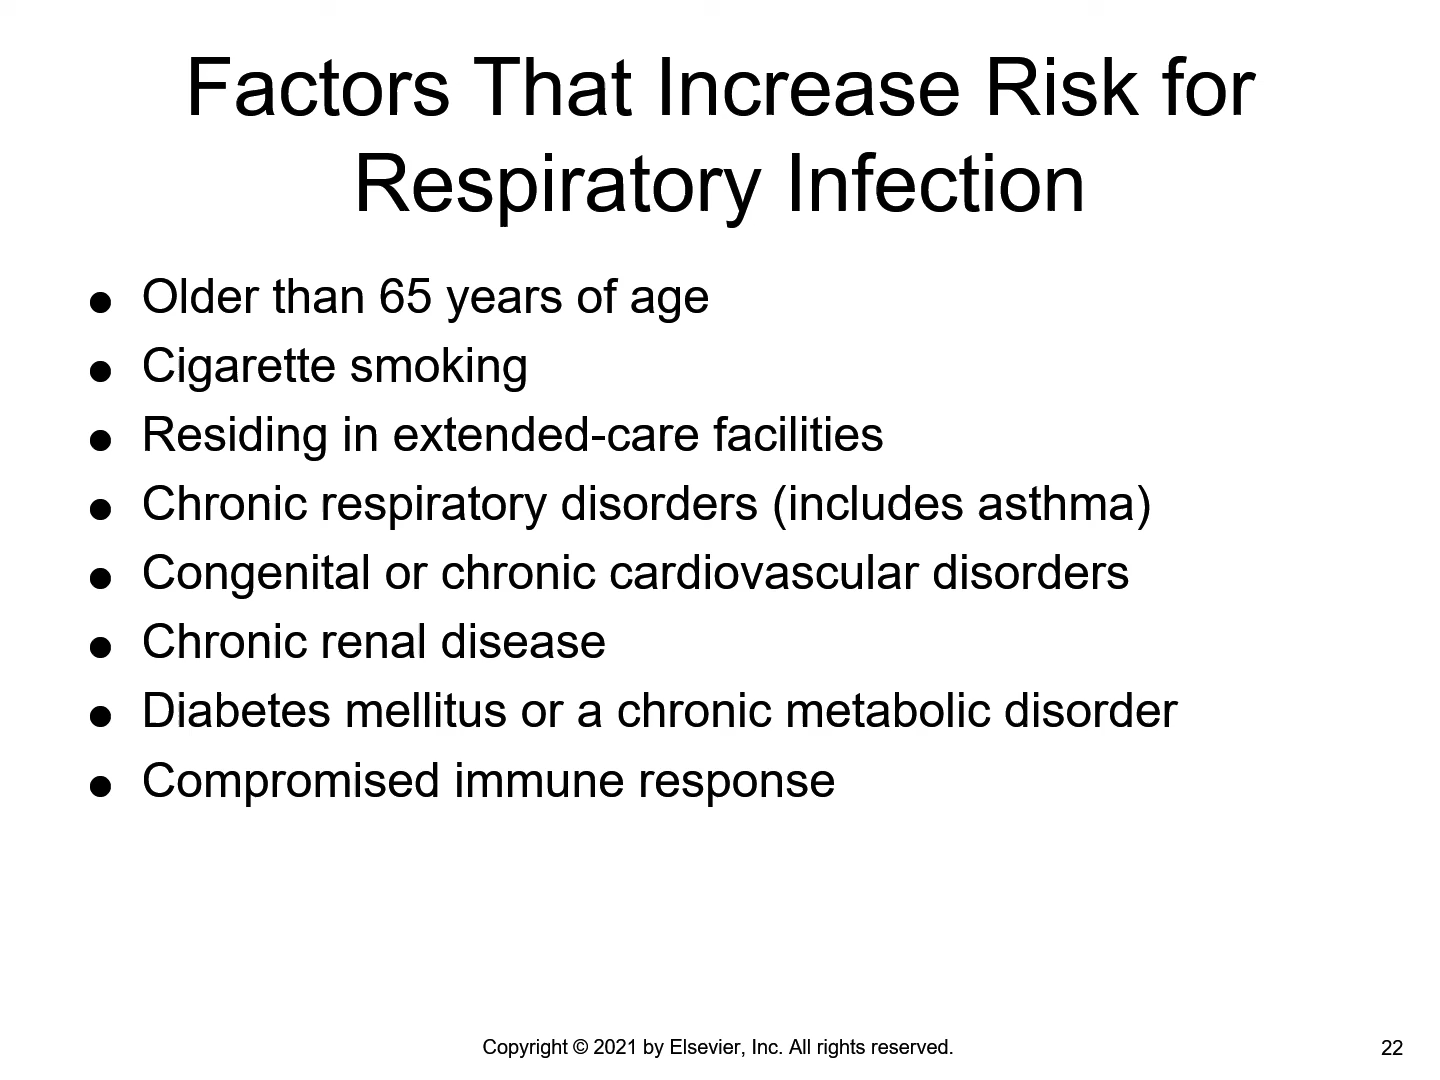 Factors That Increase Risk for
Respiratory Infection
● Older than 65 years of age
● Cigarette smoking
● Residing in extended-care facilities
● Chronic respiratory disorders (includes asthma)
● Congenital or chronic cardiovascular disorders
● Chronic renal disease
● Diabetes mellitus or a chronic metabolic disorder
● Compromised immune response
Copyright © 2021 by Elsevier, Inc. All rights reserved.
22